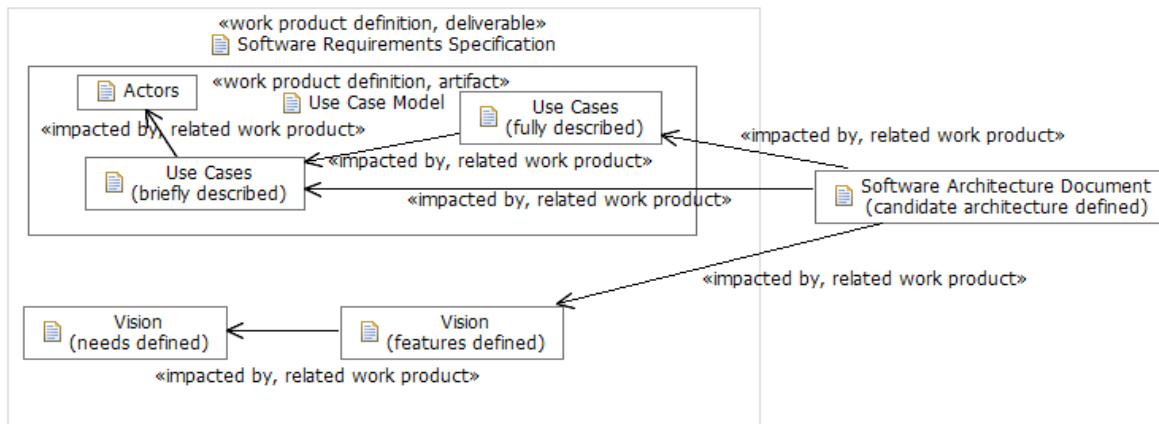 «work product definition, deliverable»
Software Requirements Specification
«work product definition, artifact»
Actors
Use Case Model
Use Cases
(fully described)
«impacted by, related work product»
«impacted by, related work product»
«impacted by, related work product»
Use Cases
(briefly described)
«impacted by, related work product»
Software Architecture Document
(candidate architecture defined)
«impacted by, related work product»
Vision
(needs defined)
Vision
(features defined)
«impacted by, related work product»